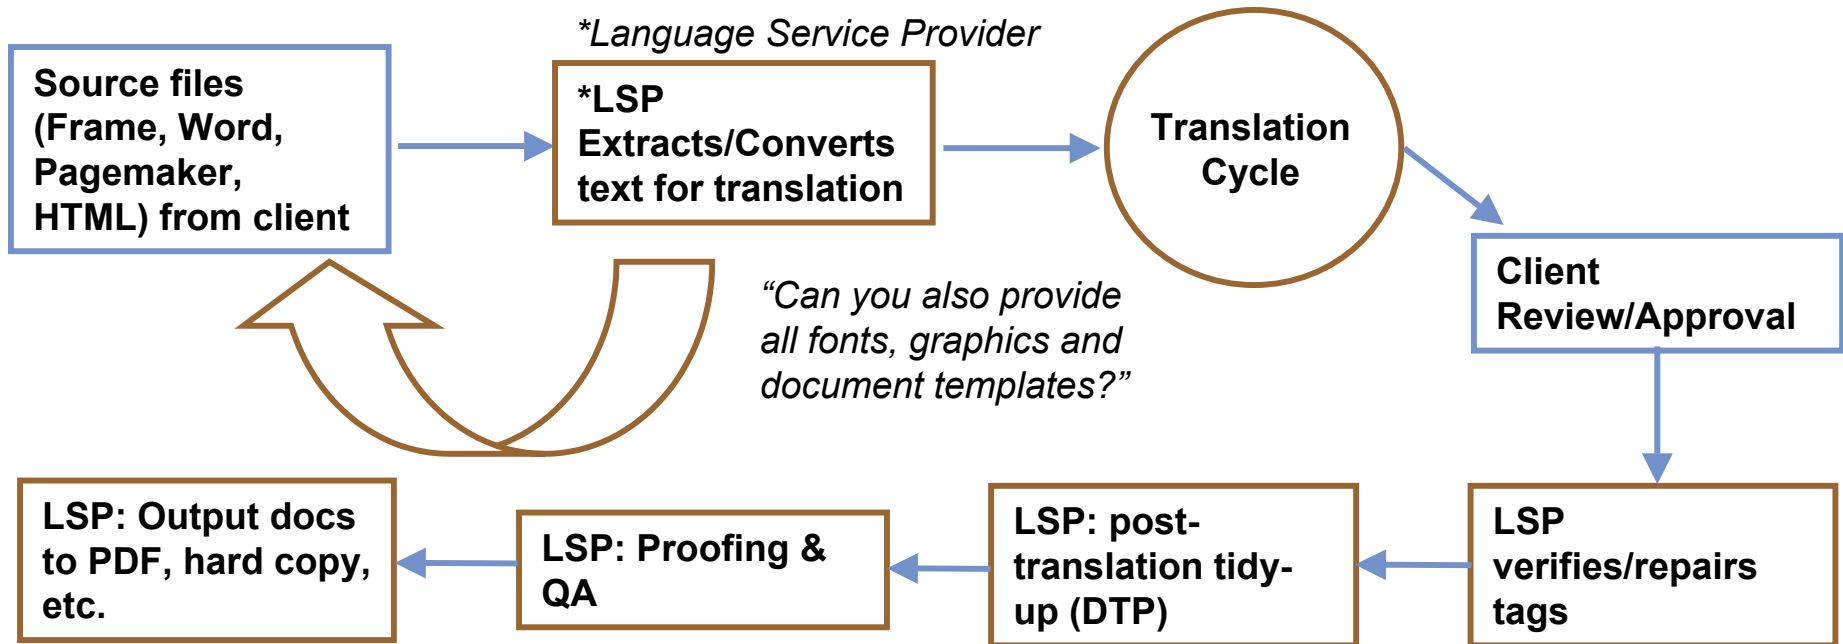 *Language Service Provider
Source files
(Frame, Word,
Pagemaker,
HTML) from client
*LSP
Extracts/Converts
text for translation
Translation
Cycle
“Can you also provide
all fonts, graphics and
document templates?”
Client
Review/Approval
LSP
verifies/repairs
tags
LSP: post-
translation tidy-
up (DTP)
LSP: Proofing &
QA
LSP: Output docs
to PDF, hard copy,
etc.